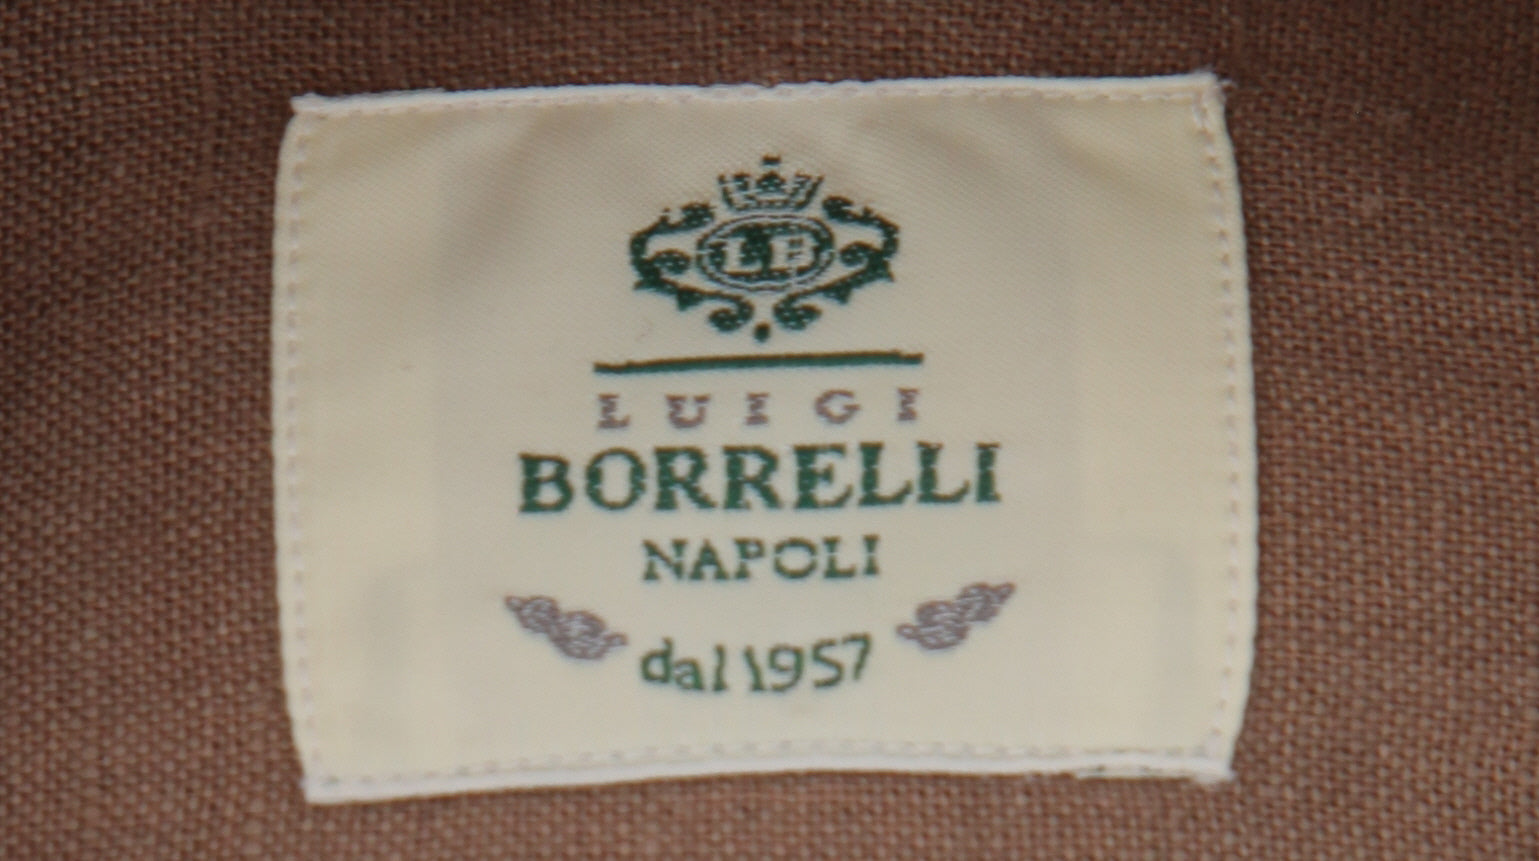 LB
LUIGI
BORRELLI
NAPOLI
dal 1957